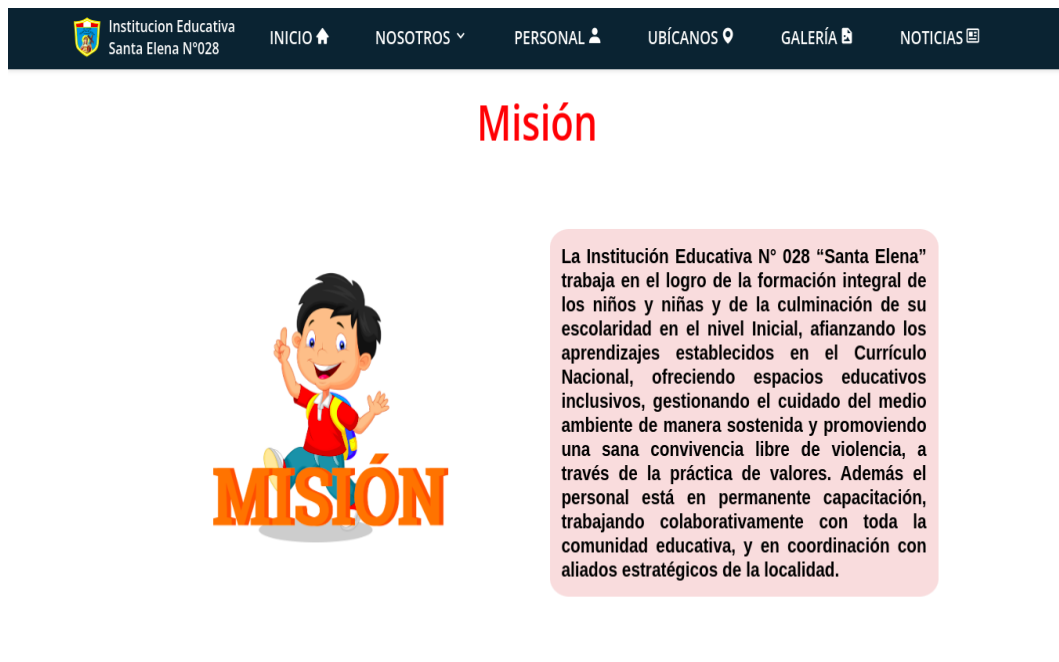 Institucion Educativa
Santa Elena N°028
INICIO
NOSOTROS
PERSONAL
UBÍCANOS
GALERÍA
NOTICIAS
Misión
MISIÓN
La Institución Educativa N° 028 “Santa Elena”
trabaja en el logro de la formación integral de
los niños y niñas y de la culminación de su
escolaridad en el nivel Inicial, afianzando los
aprendizajes establecidos en el Currículo
Nacional, ofreciendo espacios educativos
inclusivos, gestionando el cuidado del medio
ambiente de manera sostenida y promoviendo
una sana convivencia libre de violencia, a
través de la práctica de valores. Además el
personal está en permanente capacitación,
trabajando colaborativamente con toda la
comunidad educativa, y en coordinación con
aliados estratégicos de la localidad.